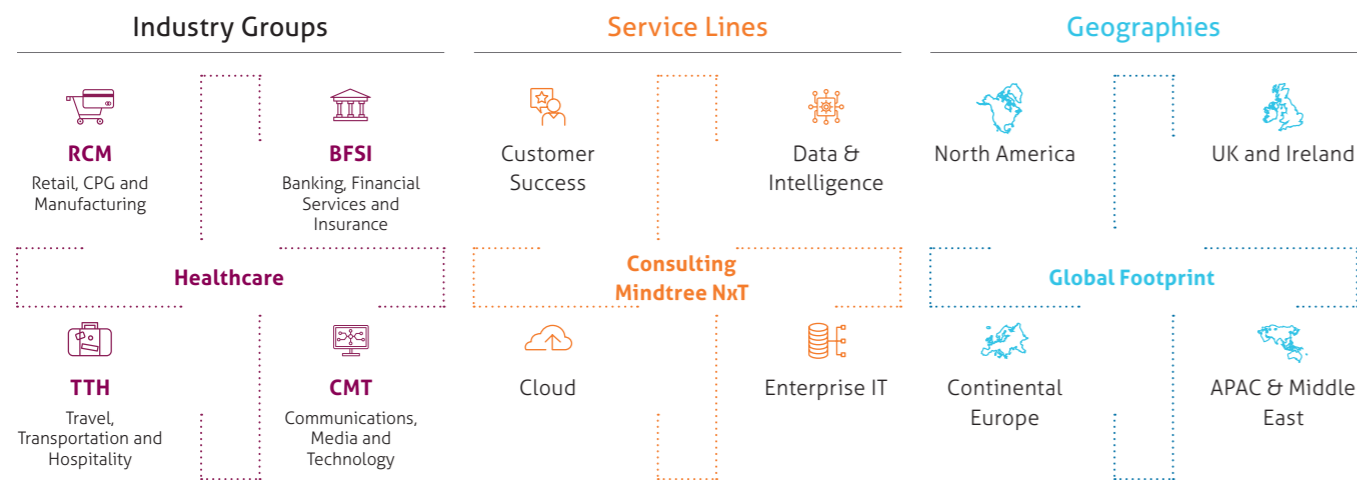 Industry Groups
RCM
Retail, CPG and
Manufacturing
BFSI
Banking, Financial
Services and
Insurance
Healthcare
TTH
Travel,
Transportation and
Hospitality
CMT
Communications,
Media and
Technology
Service Lines
Customer
Success
Data &
Intelligence
Consulting
Mindtree NxT
Cloud
Enterprise IT
Geographies
North America
UK and Ireland
Global Footprint
Continental
Europe
APAC & Middle
East